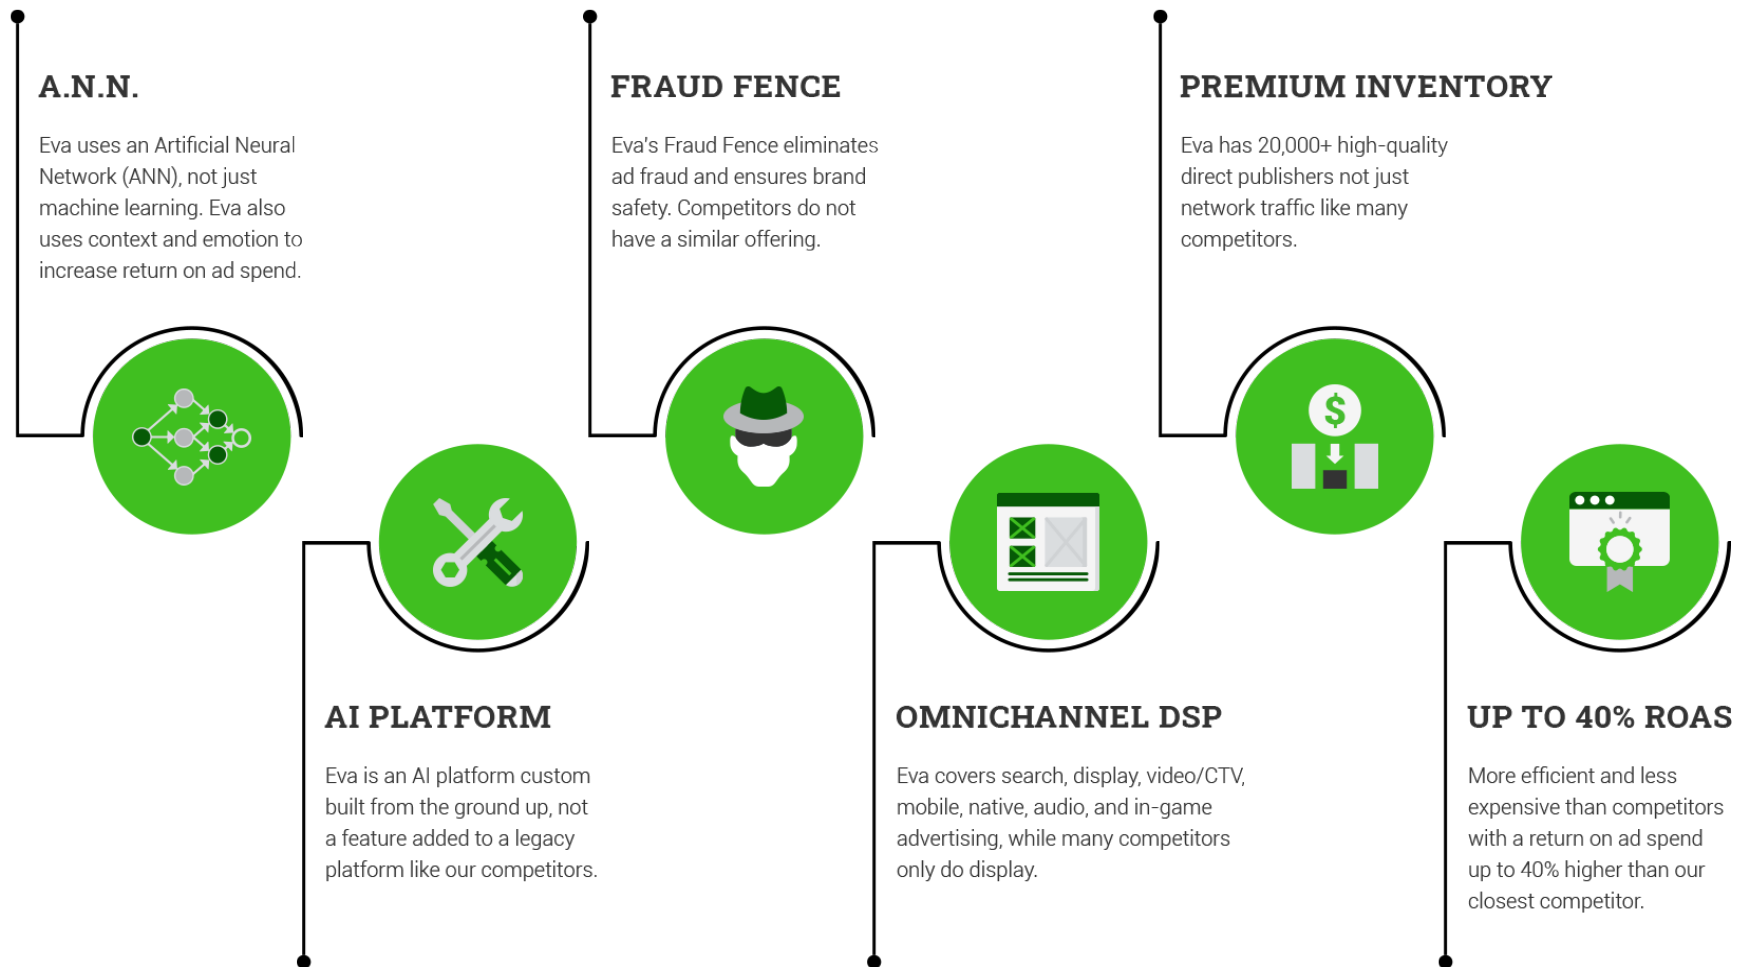 A.N.N.
Eva uses an Artificial Neural
Network (ANN), not just
machine learning. Eva also
uses context and emotion to
increase return on ad spend.
AI PLATFORM
Eva is an AI platform custom
built from the ground up, not
a feature added to a legacy
platform like our competitors.
FRAUD FENCE
Eva's Fraud Fence eliminates
ad fraud and ensures brand
safety. Competitors do not
have a similar offering.
OMNICHANNEL DSP
Eva covers search, display, video/CTV,
mobile, native, audio, and in-game
advertising, while many competitors
only do display.
PREMIUM INVENTORY
Eva has 20,000+ high-quality
direct publishers not just
network traffic like many
competitors.
$
UP TO 40% ROAS
More efficient and less
expensive than competitors
with a return on ad spend
up to 40% higher than our
closest competitor.